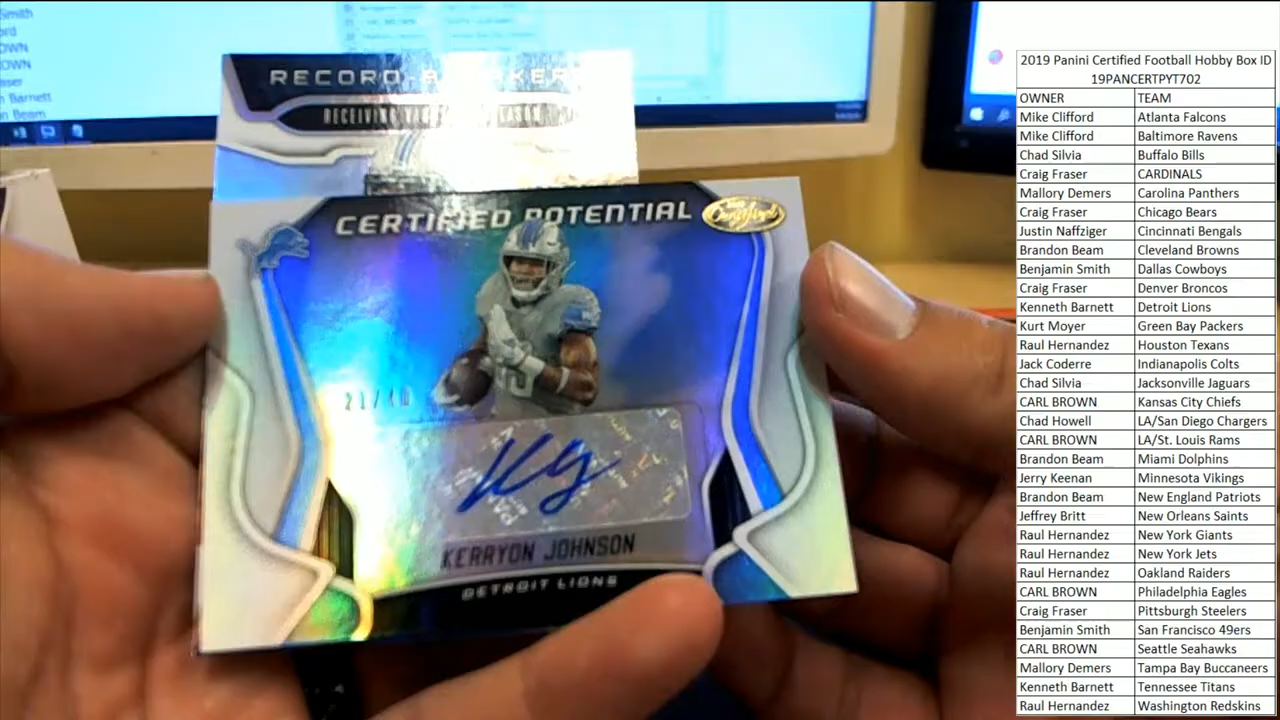 Smith
OWN
OWN
Barnett
Beam
RECORD
RECEIVING
CERTIFIED POTENTIAL
Certified
KERRYON JOHNSON
DETROIT LIONS
2019 Panini Certified Football Hobby Box ID
19PANCERTPYT702
OWNER TEAM
Mike Clifford Atlanta Falcons
Mike Clifford Baltimore Ravens
Chad Silvia Buffalo Bills
Craig Fraser CARDINALS
Mallory Demers Carolina Panthers
Craig Fraser Chicago Bears
Justin Naffziger Cincinnati Bengals
Brandon Beam Cleveland Browns
Benjamin Smith Dallas Cowboys
Craig Fraser Denver Broncos
Kenneth Barnett Detroit Lions
Kurt Moyer Green Bay Packers
Raul Hernandez Houston Texans
Jack Coderre Indianapolis Colts
Chad Silvia Jacksonville Jaguars
CARL BROWN Kansas City Chiefs
Chad Howell LA/San Diego Chargers
CARL BROWN LA/St. Louis Rams
Brandon Beam Miami Dolphins
Jerry Keenan Minnesota Vikings
Brandon Beam New England Patriots
Jeffrey Britt New Orleans Saints
Raul Hernandez New York Giants
Raul Hernandez New York Jets
Raul Hernandez Oakland Raiders
CARL BROWN Philadelphia Eagles
Craig Fraser Pittsburgh Steelers
Benjamin Smith San Francisco 49ers
CARL BROWN Seattle Seahawks
Mallory Demers Tampa Bay Buccaneers
Kenneth Barnett Tennessee Titans
Raul Hernandez Washington Redskins